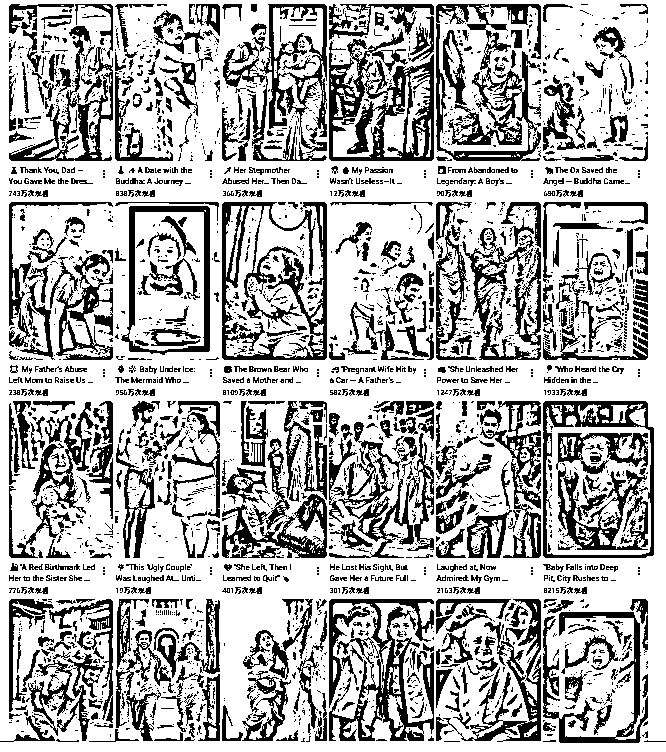 Thank You, Dad —
You Gave Me the Dres...
743万次观看
A Date with the
Buddha: A Journey ...
838万次观看
Her Stepmother
Abused Her... Then Da...
366万次观看
My Passion
Wasn't Useless—It ...
12万次观看
From Abandoned to
Legendary: A Boy's ...
90万次观看
The Ox Saved the
Angel — Buddha Came...
690万次观看
My Father's Abuse
Left Mom to Raise Us ...
238万次观看
Baby Under Ice:
The Mermaid Who ...
956万次观看
The Brown Bear Who
Saved a Mother and ...
8109万次观看
"Pregnant Wife Hit by
a Car — A Father's ...
582万次观看
"She Unleashed Her
Power to Save Her ...
1247万次观看
"Who Heard the Cry
Hidden in the ...
1933万次观看
"A Red Birthmark Led
Her to the Sister She ...
776万次观看
"This 'Ugly Couple'
Was Laughed At... Unti...
19万次观看
"She Left, Then I
Learned to Quit"
401万次观看
He Lost His Sight, But
Gave Her a Future Full ...
301万次观看
Laughed at, Now
Admired: My Gym ...
2163万次观看
"Baby Falls into Deep
Pit, City Rushes to ...
8215万次观看